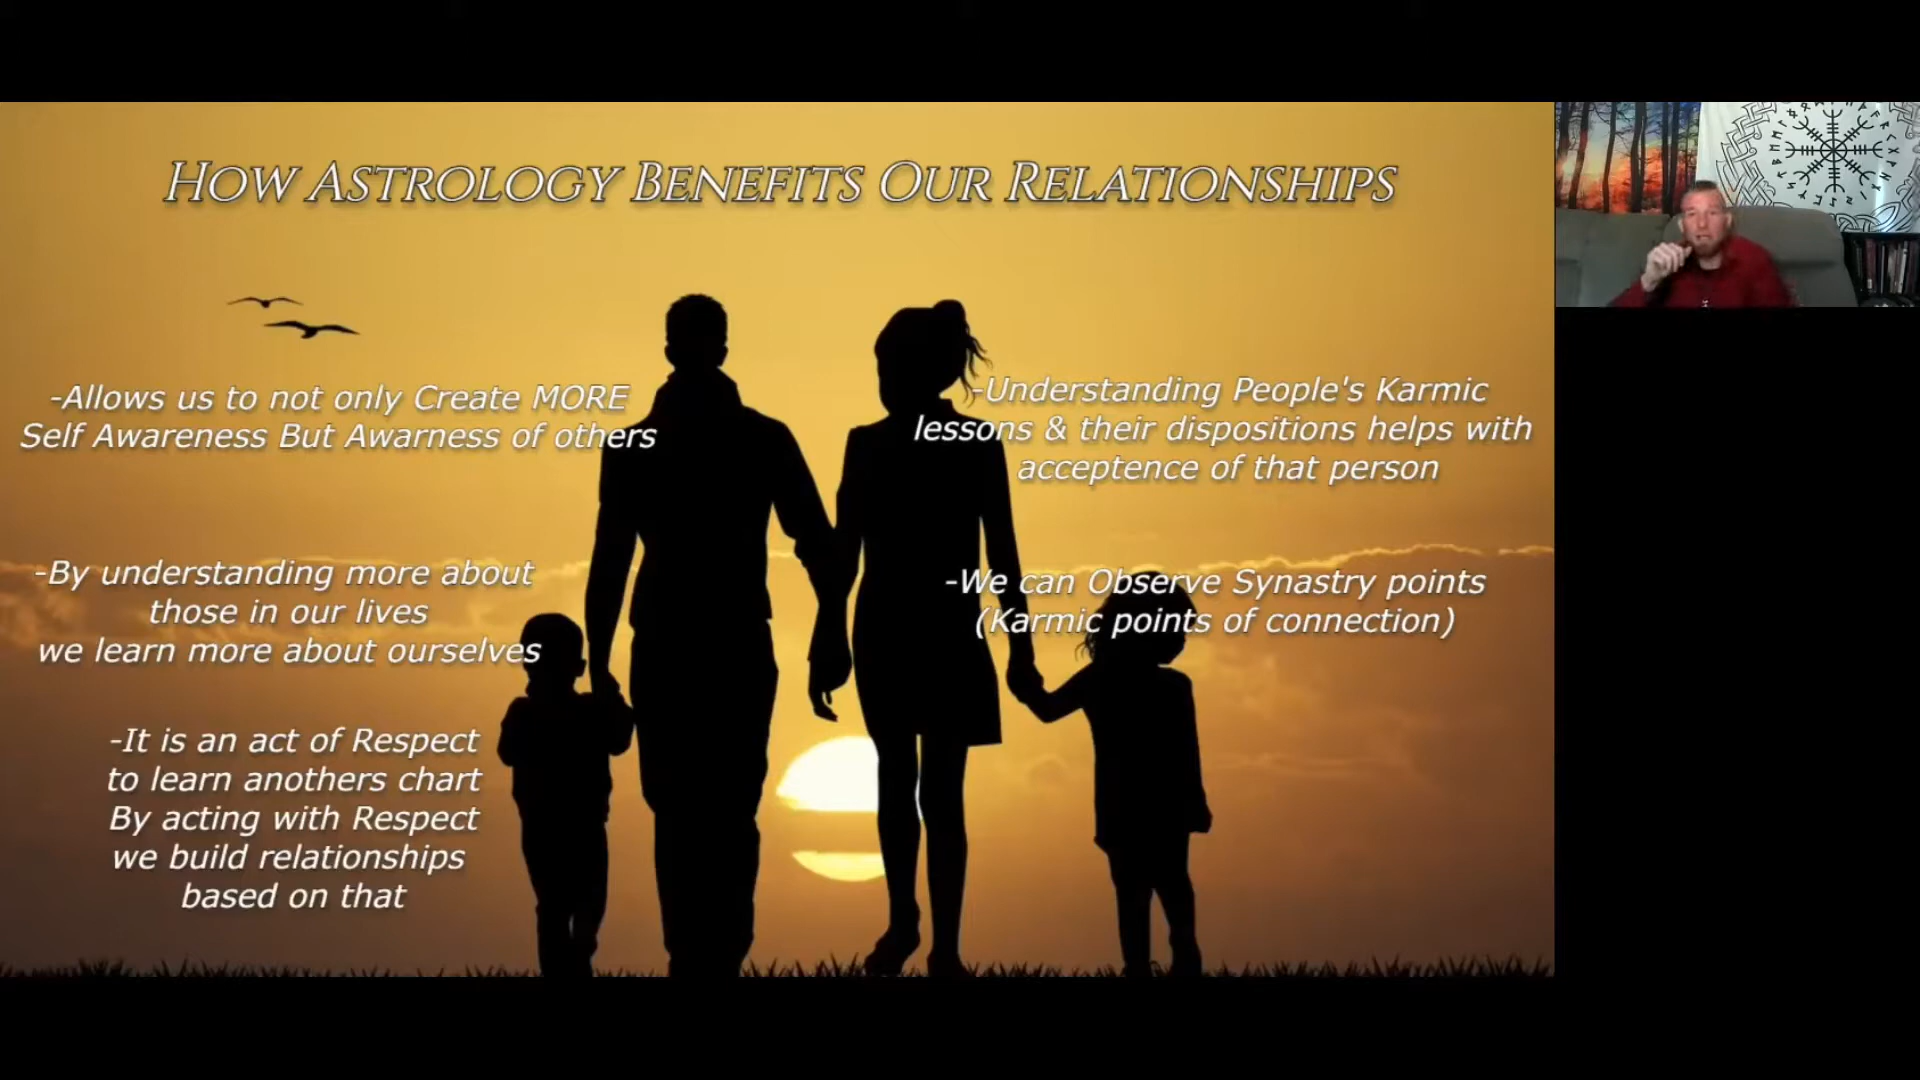 How Astrology Benefits Our Relationships
-Allows us to not only Create MORE
Self Awareness But Awarness of others
-By understanding more about
those in our lives
we learn more about ourselves
-It is an act of Respect
to learn anothers chart
By acting with Respect
we build relationships
based on that
-Understanding People's Karmic
lessons & their dispositions helps with
acceptence of that person
-We can Observe Synastry points
(Karmic points of connection)